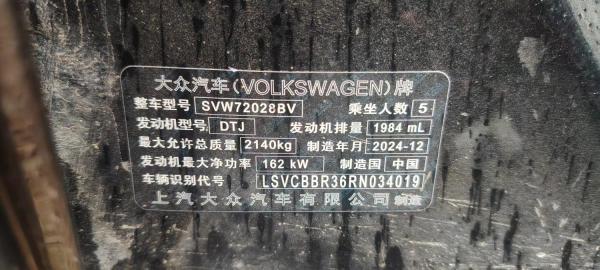 大众汽车(VOLKSWAGEN)牌
整车型号 SVW72028BV 乘坐人数 5
发动机型号 DTJ 发动机排量 1984 mL
最大允许总质量 2140kg 制造年月 2024-12
发动机最大净功率 162 kW 制造国 中国
车辆识别代号 LSVCBBR36RN034019
上汽大众汽车有限公司 制造